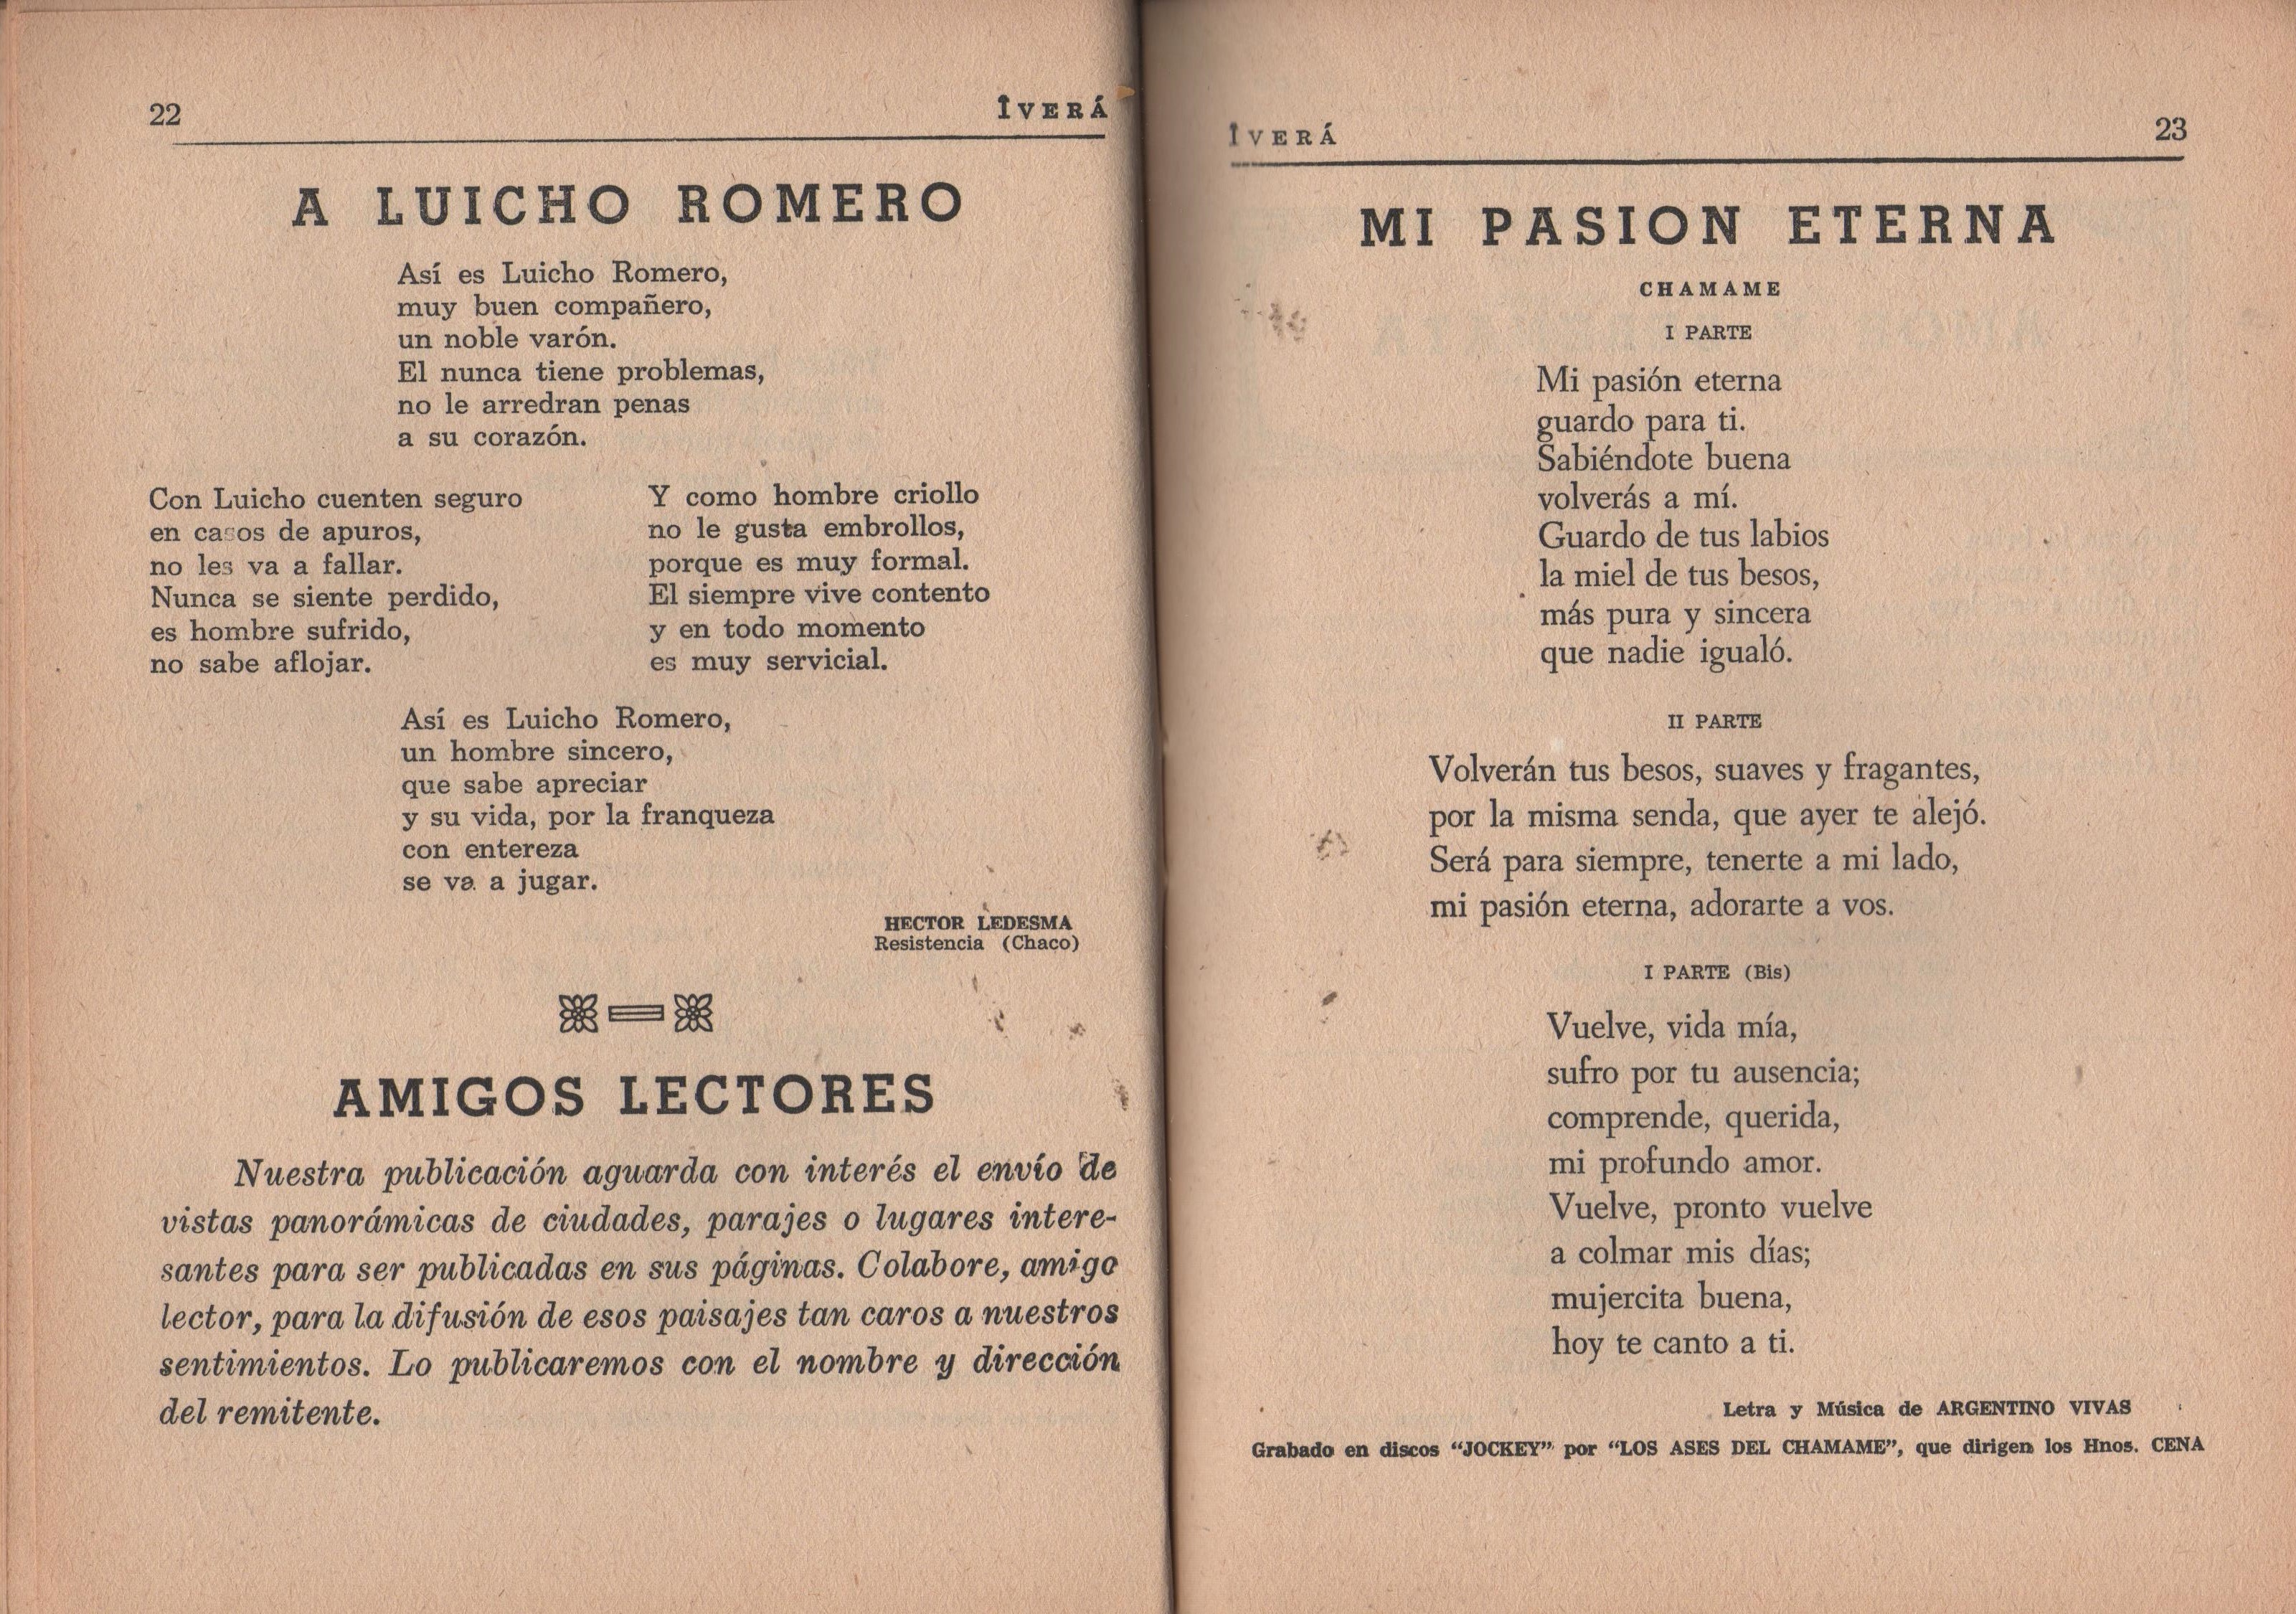 22
ÎVERÁ
A LUICHO ROMERO
Así es Luicho Romero,
muy buen compañero,
un noble varón.
El nunca tiene problemas,
no le arredran penas
a su corazón.
Con Luicho cuenten seguro
en casos de apuros,
no les va a fallar.
Nunca se siente perdido,
es hombre sufrido,
no sabe aflojar.
Y como hombre criollo
no le gusta embrollos,
porque es muy formal.
El siempre vive contento
y en todo momento
es muy servicial.
Así es Luicho Romero,
un hombre sincero,
que sabe apreciar
y su vida, por la franqueza
con entereza
se va a jugar.
HECTOR LEDESMA
Resistencia (Chaco)
AMIGOS LECTORES
Nuestra publicación aguarda con interés el envío de
vistas panorámicas de ciudades, parajes o lugares intere-
santes para ser publicadas en sus páginas. Colabore, amigo
lector, para la difusión de esos paisajes tan caros a nuestros
sentimientos. Lo publicaremos con el nombre y dirección
del remitente.
ÎVERÁ
23
MI PASION ETERNA
CHAMAME
I PARTE
Mi pasión eterna
guardo para ti.
Sabiéndote buena
volverás a mí.
Guardo de tus labios
la miel de tus besos,
más pura y sincera
que nadie igualó.
II PARTE
Volverán tus besos, suaves y fragantes,
por la misma senda, que ayer te alejó.
Será para siempre, tenerte a mi lado,
mi pasión eterna, adorarte a vos.
I PARTE (Bis)
Vuelve, vida mía,
sufro por tu ausencia;
comprende, querida,
mi profundo amor.
Vuelve, pronto vuelve
a colmar mis días;
mujercita buena,
hoy te canto a ti.
Letra y Música de ARGENTINO VIVAS
Grabado en discos “JOCKEY” por “LOS ASES DEL CHAMAME”, que dirigen los Hnos. CENA